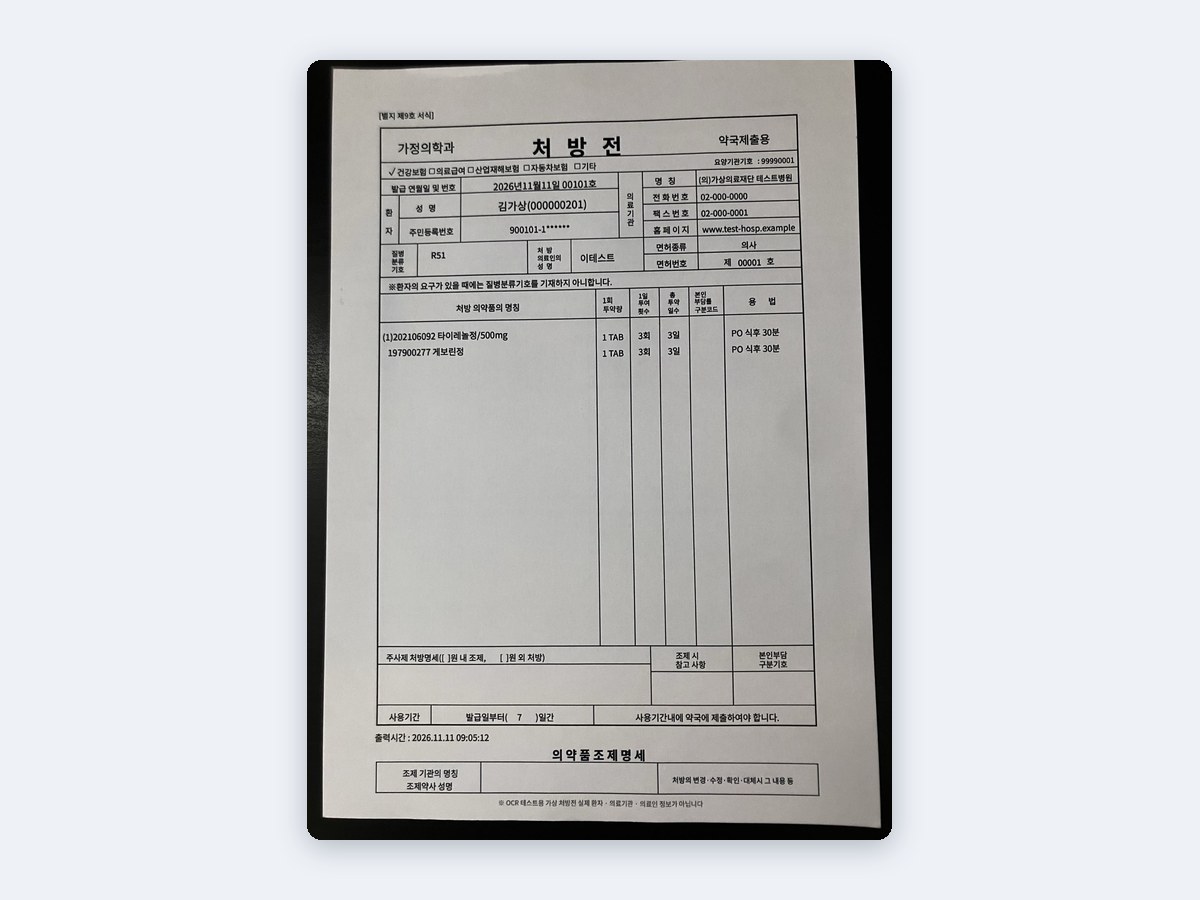 [별지 제9호 서식]
가정의학과 처 방 전 약국제출용
✓건강보험 □의료급여 □산업재해보험 □자동차보험 □기타 요양기관기호 : 99990001
발급 연월일 및 번호 2026년11월11일 00101호
환 자
성 명 김가상(000000201)
주민등록번호 900101-1******
의료기관
명 칭 (의)가상의료재단 테스트병원
전화번호 02-000-0000
팩스번호 02-000-0001
홈페이지 www.test-hosp.example
질병 분류 기호 R51
처 방 의료인의 성 명 이테스트
면허종류 의사
면허번호 제 00001 호
※환자의 요구가 있을 때에는 질병분류기호를 기재하지 아니합니다.
처방 의약품의 명칭 1회 투약량 1일 투여 횟수 총 투약 일수 본인 부담률 구분코드 용 법
(1)202106092 타이레놀정/500mg 1 TAB 3회 3일 PO 식후 30분
197900277 게보린정 1 TAB 3회 3일 PO 식후 30분
주사제 처방명세([ ]원 내 조제, [ ]원 외 처방) 조제 시 참고 사항 본인부담 구분기호
사용기간 발급일부터( 7 )일간 사용기간내에 약국에 제출하여야 합니다.
출력시간 : 2026.11.11 09:05:12
의약품조제명세
조제 기관의 명칭
조제약사 성명
처방의 변경·수정·확인·대체시 그 내용 등
※ OCR 테스트용 가상 처방전 실제 환자 · 의료기관 · 의료인 정보가 아닙니다